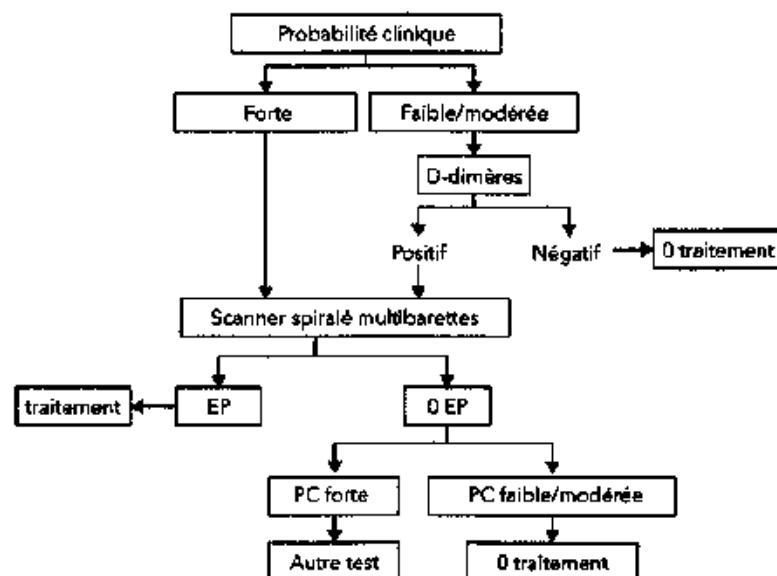 Probabilité clinique
Forte
Faible/modérée
D-dimères
Positif
Négatif
0 traitement
Scanner spiralé multibarettes
traitement
EP
0 EP
PC forte
PC faible/modérée
Autre test
0 traitement